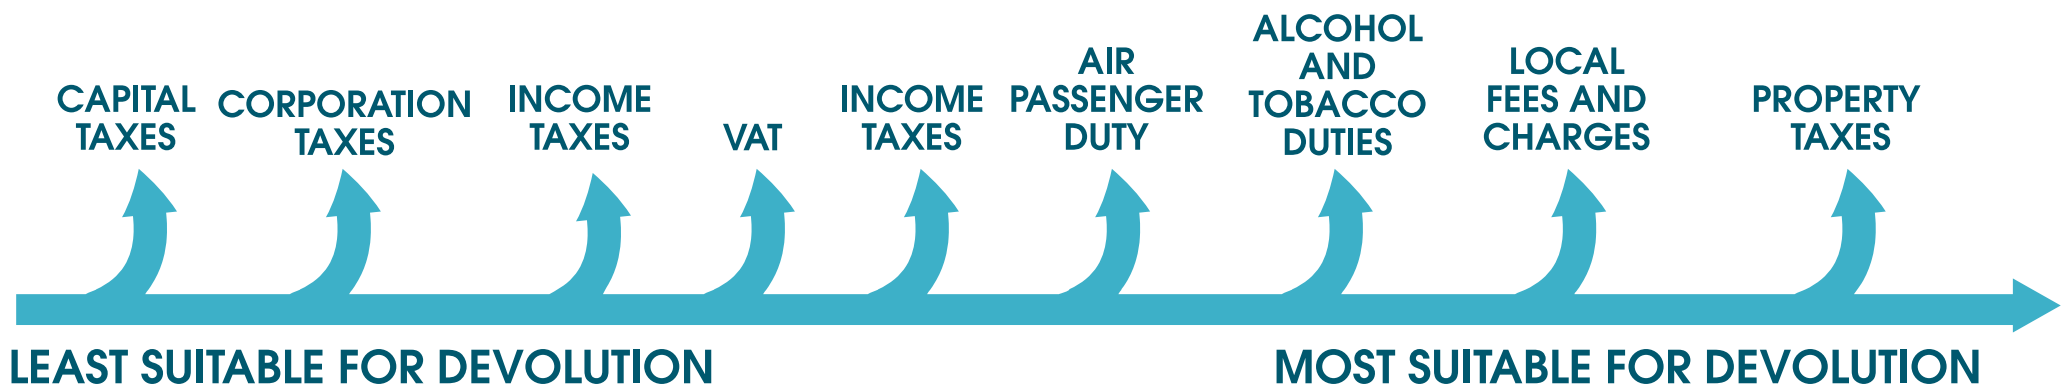 CAPITAL
TAXES
CORPORATION
TAXES
INCOME
TAXES
VAT
INCOME
TAXES
AIR
PASSENGER
DUTY
ALCOHOL
AND
TOBACCO
DUTIES
LOCAL
FEES AND
CHARGES
PROPERTY
TAXES
LEAST SUITABLE FOR DEVOLUTION
MOST SUITABLE FOR DEVOLUTION